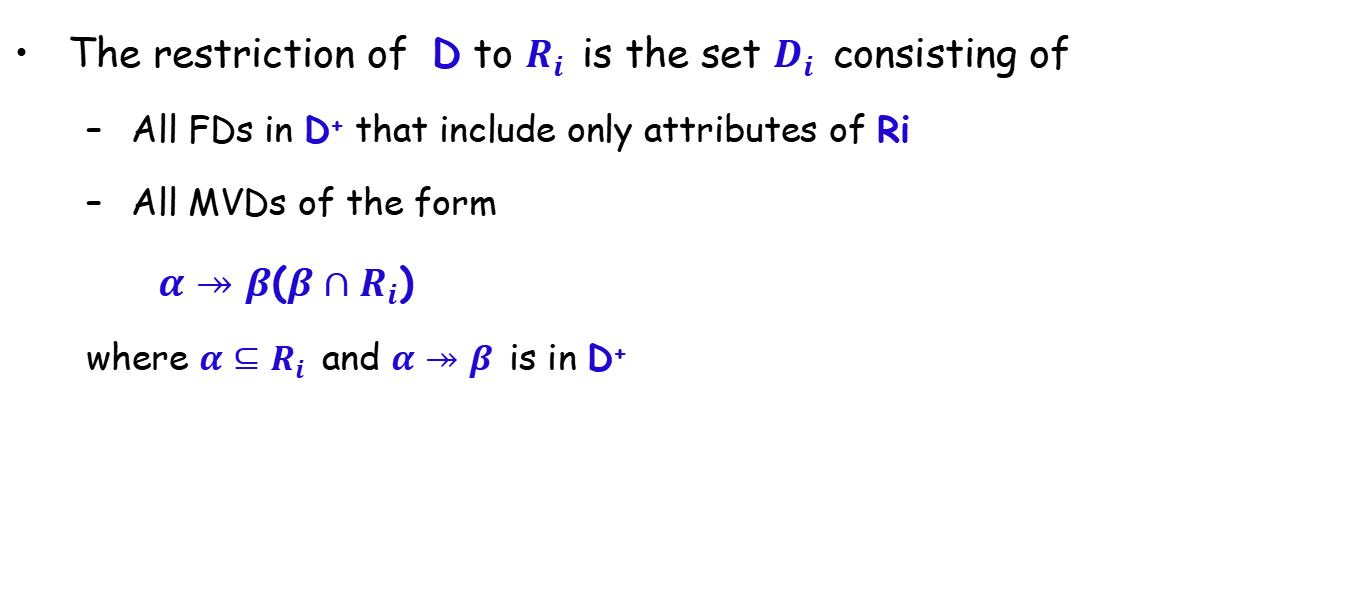 • The restriction of D to Rᵢ is the set Dᵢ consisting of
– All FDs in D⁺ that include only attributes of Ri
– All MVDs of the form
α ↠ β(β ∩ Rᵢ)
where α ⊆ Rᵢ and α ↠ β is in D⁺